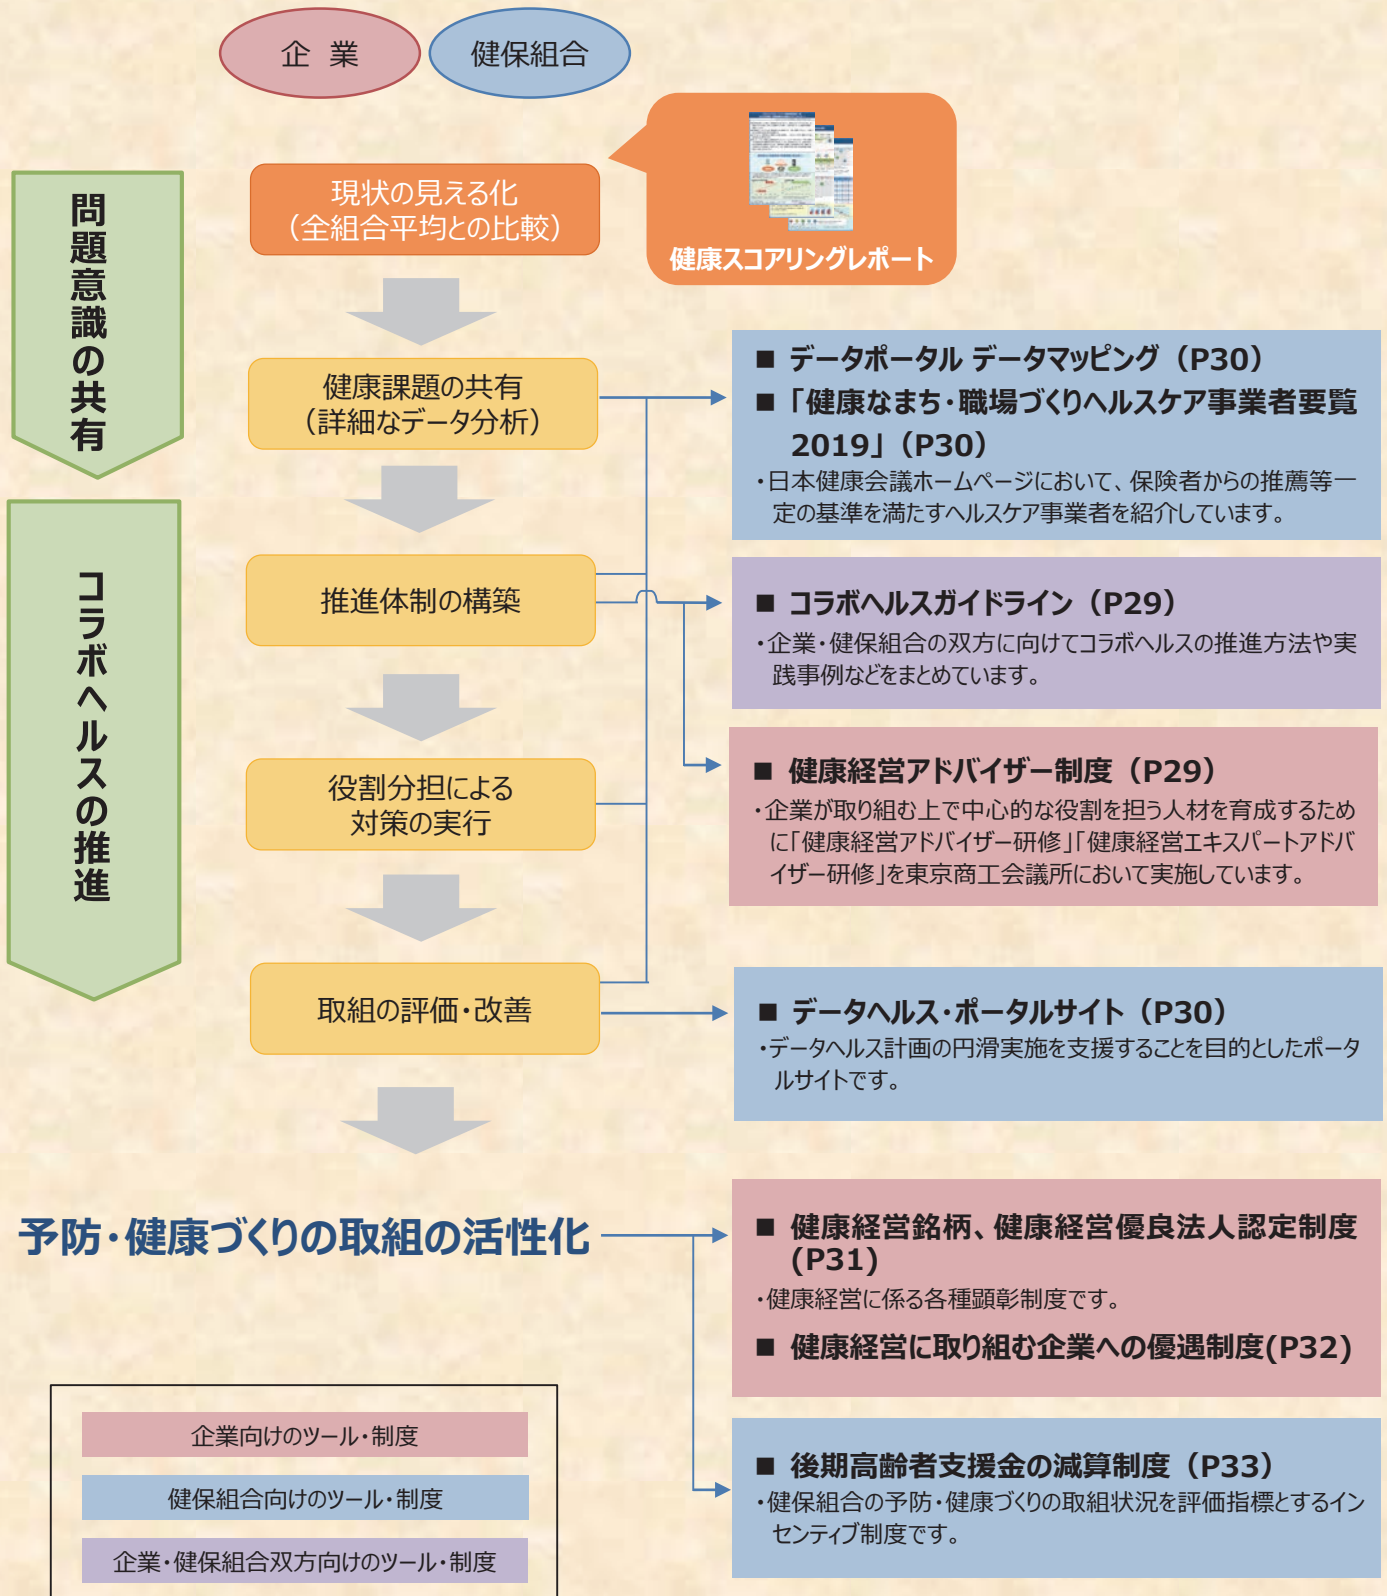 企 業
健保組合
現状の見える化
（全組合平均との比較）
健康スコアリングレポート
問題意識の共有
健康課題の共有
（詳細なデータ分析）
■ データポータル データマッピング（P30）
■ 「健康なまち・職場づくりヘルスケア事業者要覧
2019」（P30）
・日本健康会議ホームページにおいて、保険者からの推薦等一
定の基準を満たすヘルスケア事業者を紹介しています。
コラボヘルスの推進
推進体制の構築
■ コラボヘルスガイドライン（P29）
・企業・健保組合の双方に向けてコラボヘルスの推進方法や実
践事例などをまとめています。
■ 健康経営アドバイザー制度（P29）
・企業が取り組む上で中心的な役割を担う人材を育成するため
に「健康経営アドバイザー研修」「健康経営エキスパートアドバ
イザー研修」を東京商工会議所において実施しています。
役割分担による
対策の実行
取組の評価・改善
■ データヘルス・ポータルサイト（P30）
・データヘルス計画の円滑実施を支援することを目的としたポータ
ルサイトです。
予防・健康づくりの取組の活性化
■ 健康経営銘柄、健康経営優良法人認定制度
(P31)
・健康経営に係る各種顕彰制度です。
■ 健康経営に取り組む企業への優遇制度(P32)
■ 後期高齢者支援金の減算制度（P33）
・健保組合の予防・健康づくりの取組状況を評価指標とするイン
センティブ制度です。
企業向けのツール・制度
健保組合向けのツール・制度
企業・健保組合双方向けのツール・制度